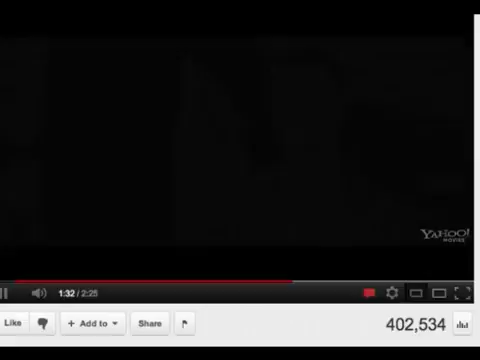 YAHOO!
MOVIES
1:32 / 2:25
Like
+ Add to
Share
402,534